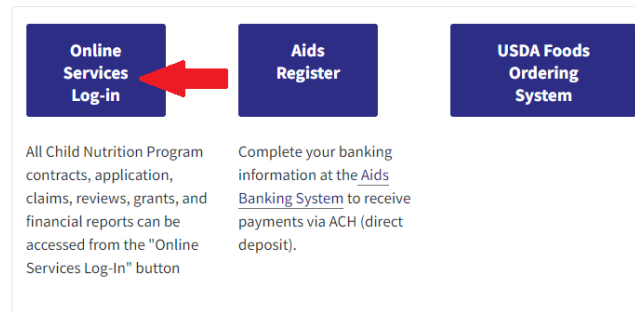 Online
Services
Log-in
Aids
Register
USDA Foods
Ordering
System
All Child Nutrition Program
contracts, application,
claims, reviews, grants, and
financial reports can be
accessed from the "Online
Services Log-In" button
Complete your banking
information at the Aids
Banking System to receive
payments via ACH (direct
deposit).